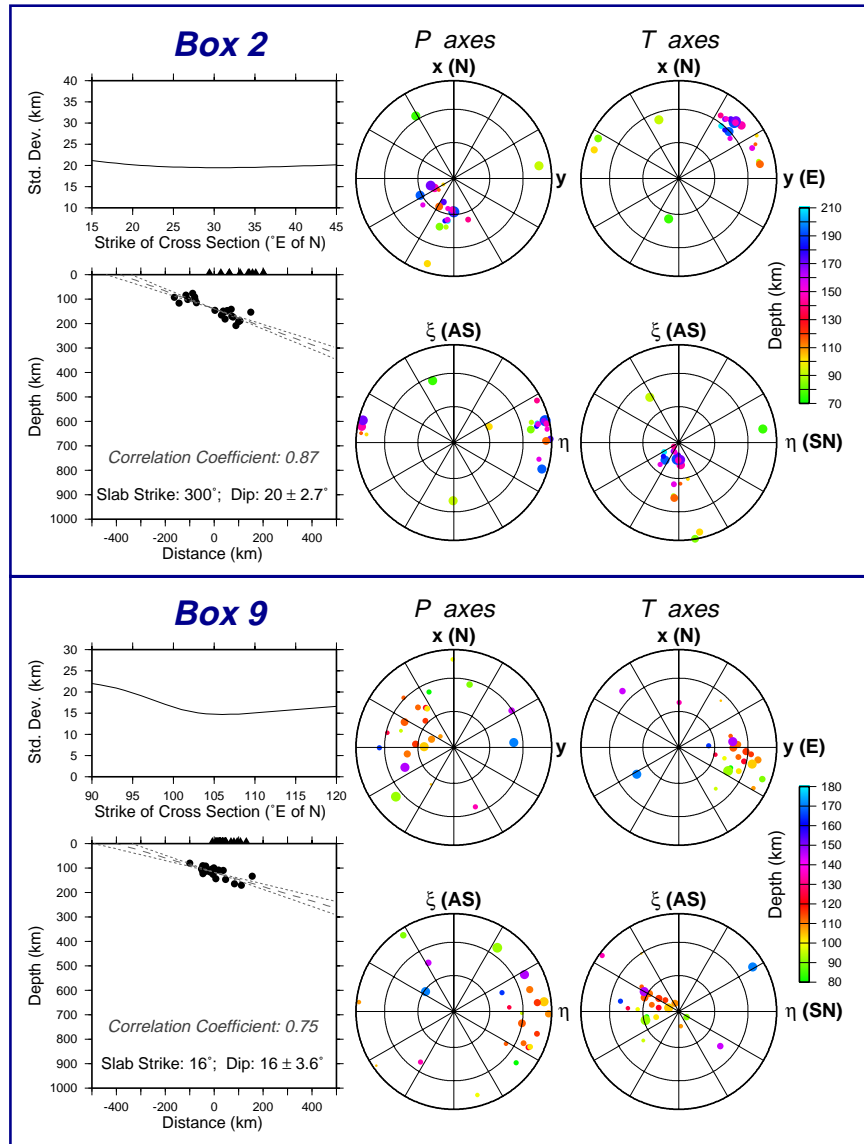 Box 2
P axes
T axes
x (N)
x (N)
40
35
30
25
20
15
10
Std. Dev. (km)
15 20 25 30 35 40 45
Strike of Cross Section (˚E of N)
y
y (E)
0
100
200
300
400
500
600
700
800
900
1000
Depth (km)
Correlation Coefficient: 0.87
Slab Strike: 300˚; Dip: 20 ± 2.7˚
-400 -200 0 200 400
Distance (km)
ξ (AS)
ξ (AS)
η
η (SN)
210
190
170
150
130
110
90
70
Depth (km)
Box 9
P axes
T axes
x (N)
x (N)
30
25
20
15
10
5
0
Std. Dev. (km)
90 95 100 105 110 115 120
Strike of Cross Section (˚E of N)
y
y (E)
0
100
200
300
400
500
600
700
800
900
1000
Depth (km)
Correlation Coefficient: 0.75
Slab Strike: 16˚; Dip: 16 ± 3.6˚
-400 -200 0 200 400
Distance (km)
ξ (AS)
ξ (AS)
η
η (SN)
180
170
160
150
140
130
120
110
100
90
80
Depth (km)